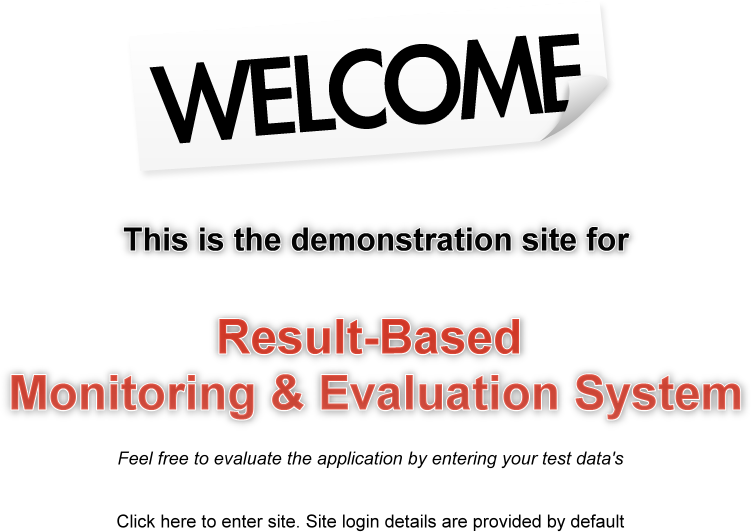 WELCOME
This is the demonstration site for
Result-Based
Monitoring & Evaluation System
Feel free to evaluate the application by entering your test data's
Click here to enter site. Site login details are provided by default